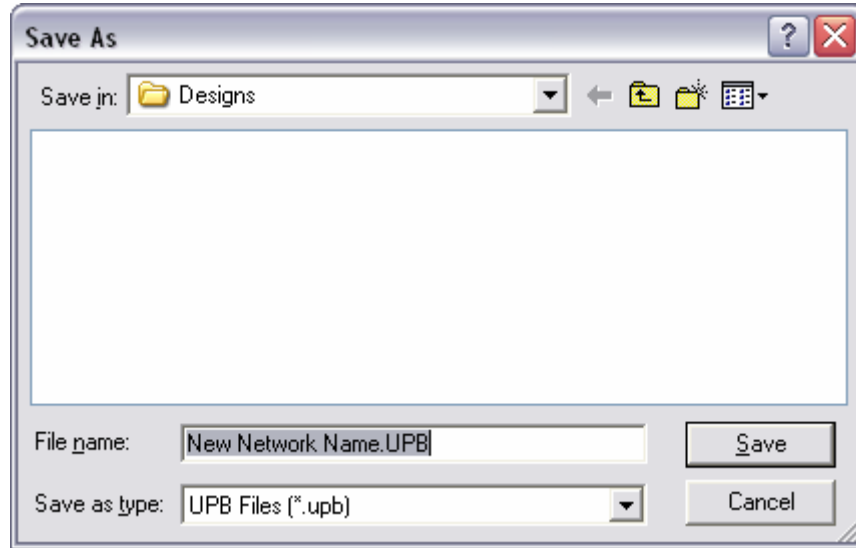 Save As
Save in: Designs
File name: New Network Name.UPB Save
Save as type: UPB Files (*.upb) Cancel